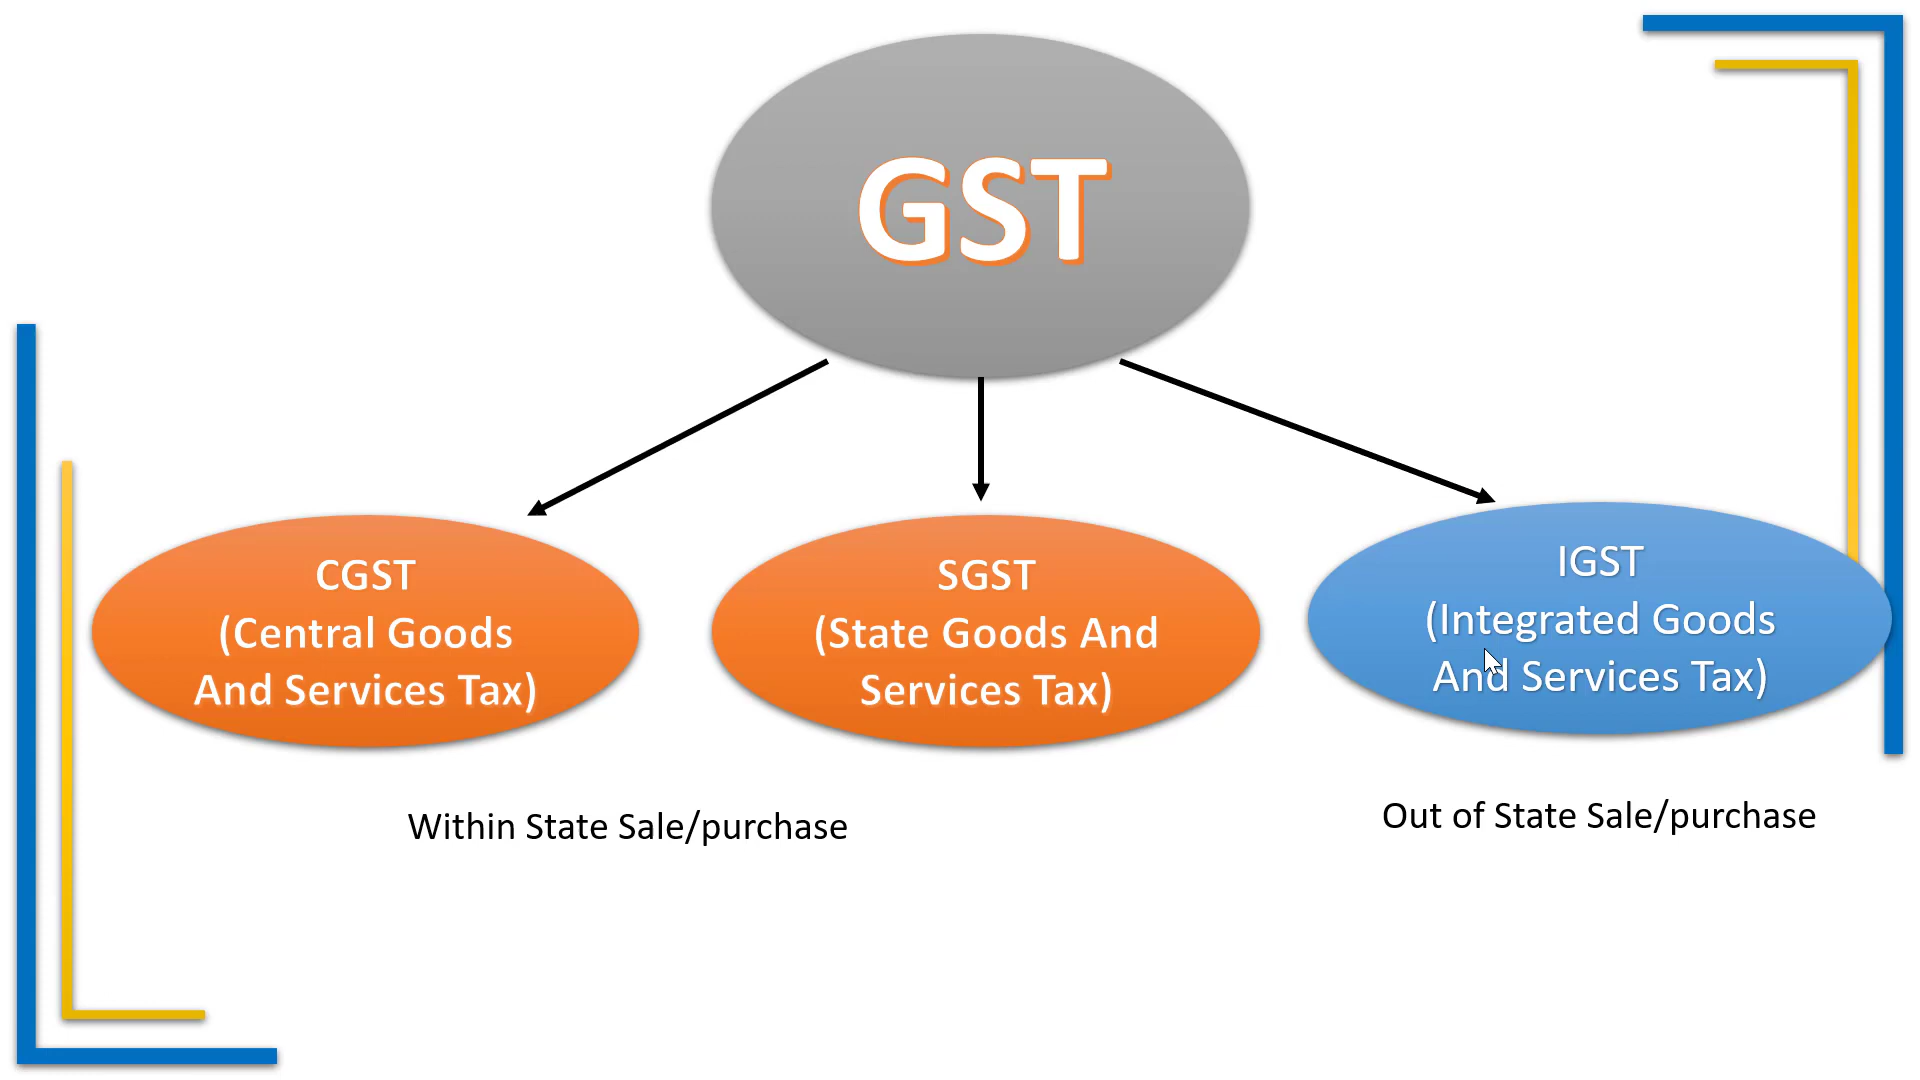 GST
CGST
(Central Goods
And Services Tax)
SGST
(State Goods And
Services Tax)
IGST
(Integrated Goods
And Services Tax)
Within State Sale/purchase
Out of State Sale/purchase